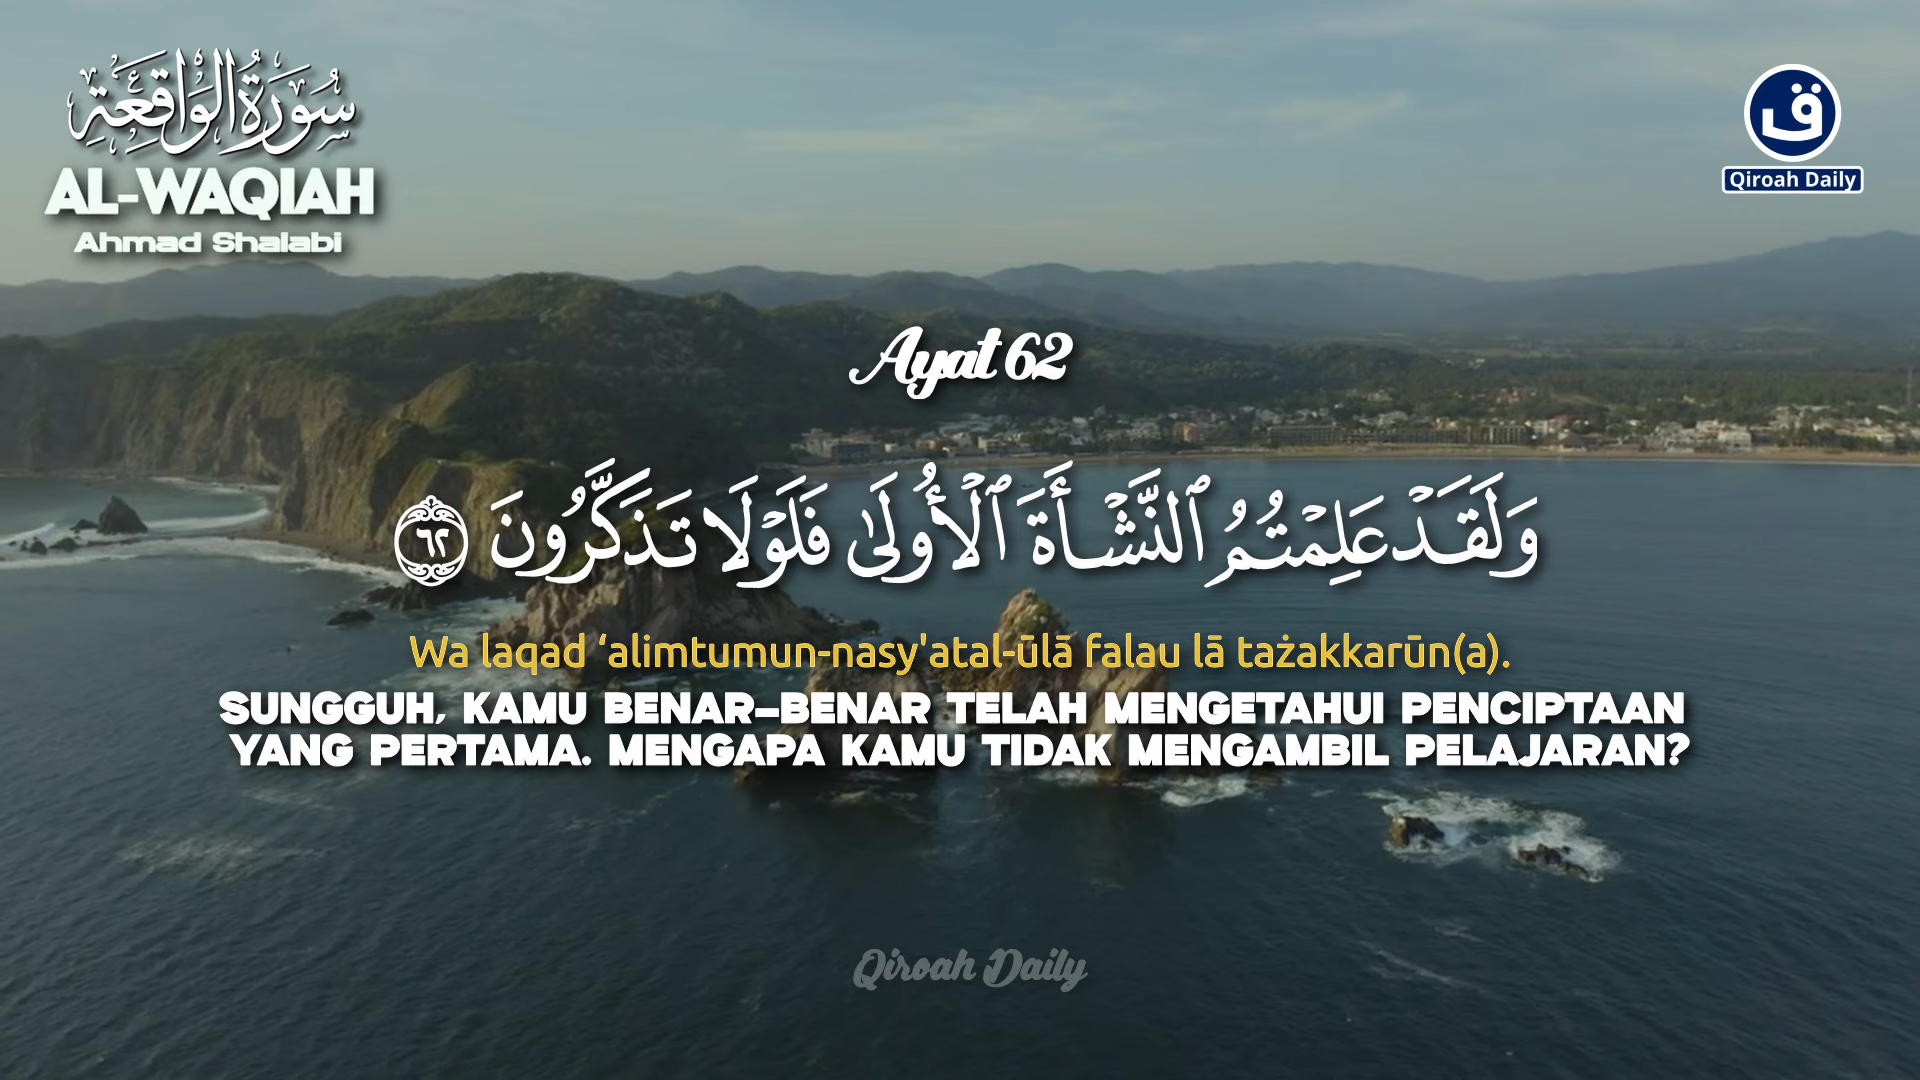 سُورَةُ الْوَاقِعَةِ
AL-WAQIAH
Ahmad Shalabi
ق
Qiroah Daily
Ayat 62
وَلَقَدْ عَلِمْتُمُ ٱلنَّشْأَةَ ٱلْأُولَىٰ فَلَوْلَا تَذَكَّرُونَ ٦٢
Wa laqad ‘alimtumun-nasy'atal-ūlā falau lā tażakkarūn(a).
SUNGGUH, KAMU BENAR-BENAR TELAH MENGETAHUI PENCIPTAAN
YANG PERTAMA. MENGAPA KAMU TIDAK MENGAMBIL PELAJARAN?
Qiroah Daily